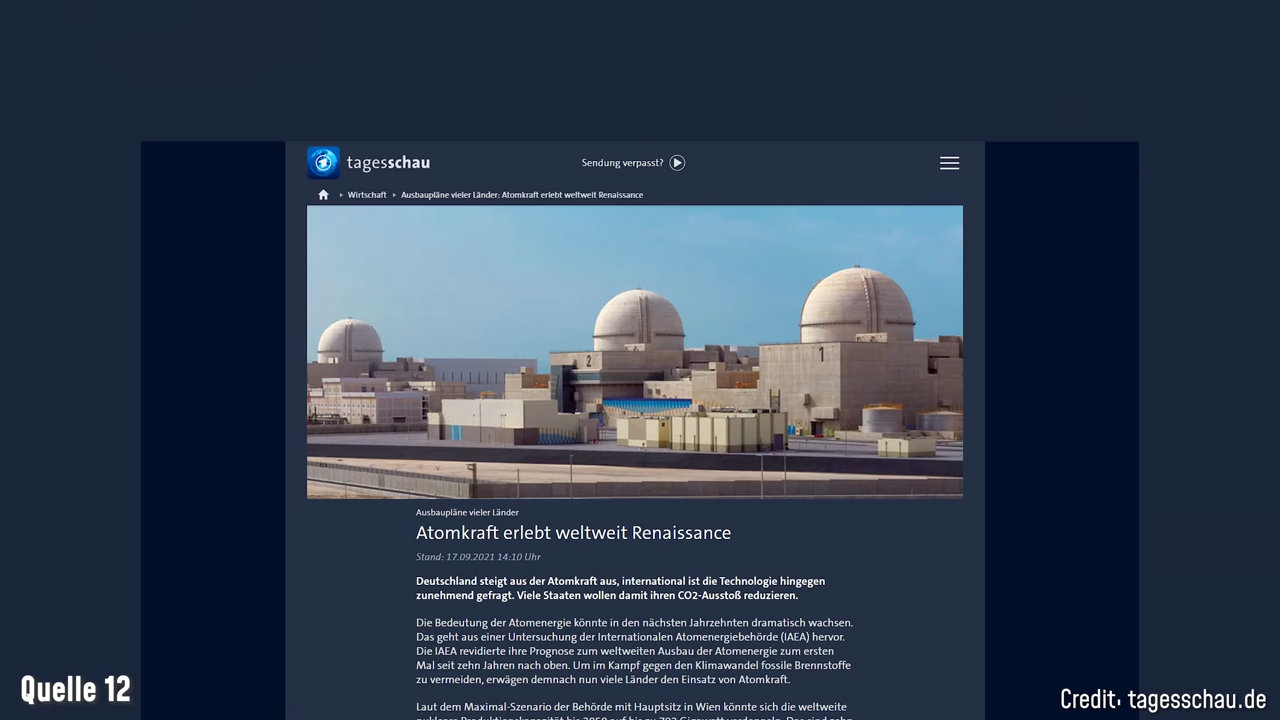 tagesschau
Sendung verpasst?
Wirtschaft
Ausbaupläne vieler Länder: Atomkraft erlebt weltweit Renaissance
2
1
Ausbaupläne vieler Länder
Atomkraft erlebt weltweit Renaissance
Stand: 17.09.2021 14:10 Uhr
Deutschland steigt aus der Atomkraft aus, international ist die Technologie hingegen
zunehmend gefragt. Viele Staaten wollen damit ihren CO2-Ausstoß reduzieren.
Die Bedeutung der Atomenergie könnte in den nächsten Jahrzehnten dramatisch wachsen.
Das geht aus einer Untersuchung der Internationalen Atomenergiebehörde (IAEA) hervor.
Die IAEA revidierte ihre Prognose zum weltweiten Ausbau der Atomenergie zum ersten
Mal seit zehn Jahren nach oben. Um im Kampf gegen den Klimawandel fossile Brennstoffe
zu vermeiden, erwägen demnach nun viele Länder den Einsatz von Atomkraft.
Laut dem Maximal-Szenario der Behörde mit Hauptsitz in Wien könnte sich die weltweite
Quelle 12
Credit: tagesschau.de